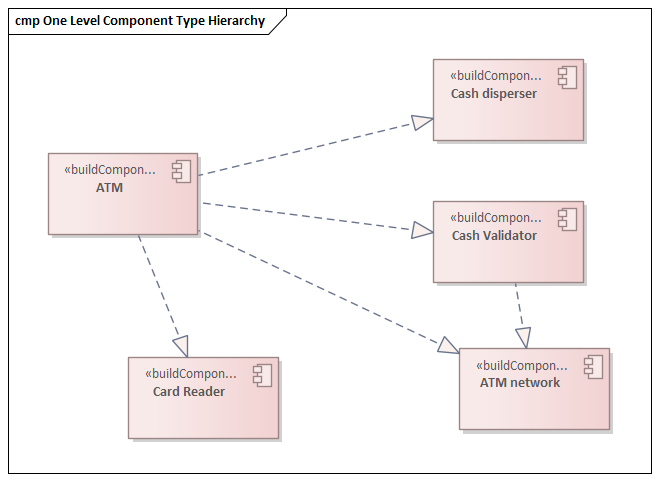 cmp One Level Component Type Hierarchy
«buildCompon...
Cash disperser
«buildCompon...
ATM
«buildCompon...
Cash Validator
«buildCompon...
Card Reader
«buildCompon...
ATM network